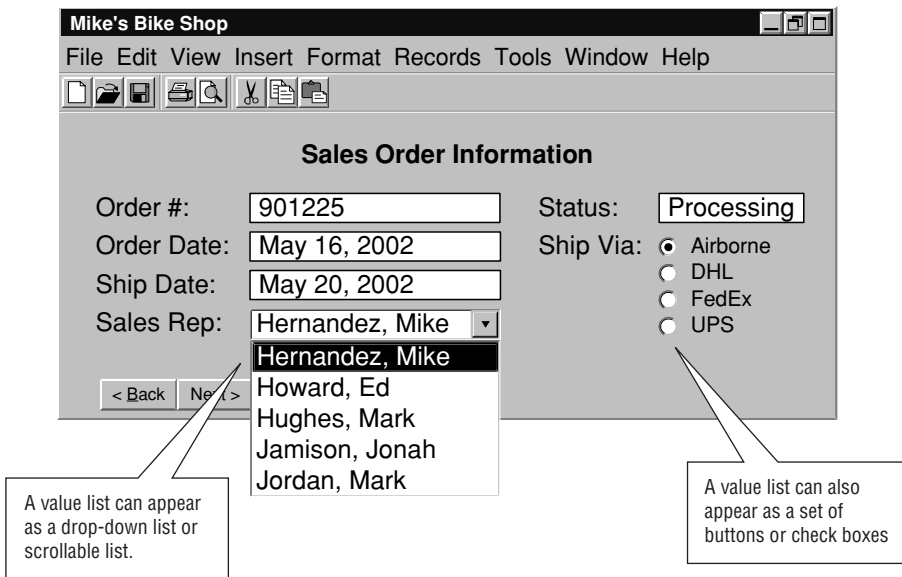 Mike's Bike Shop
File Edit View Insert Format Records Tools Window Help
Sales Order Information
Order #: 901225
Status: Processing
Order Date: May 16, 2002
Ship Via: Airborne
DHL
Ship Date: May 20, 2002
FedEx
Sales Rep: Hernandez, Mike
UPS
Hernandez, Mike
Howard, Ed
Hughes, Mark
Jamison, Jonah
Jordan, Mark
< Back Next >
A value list can appear
as a drop-down list or
scrollable list.
A value list can also
appear as a set of
buttons or check boxes